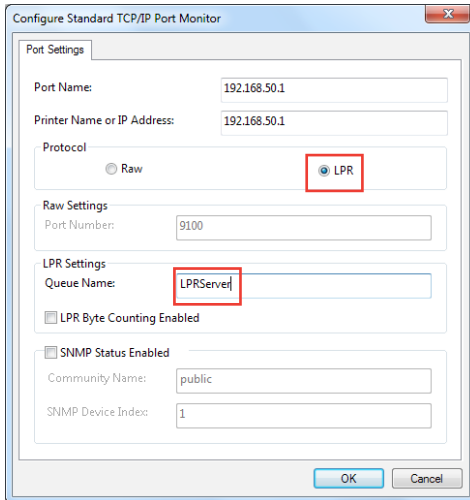 Configure Standard TCP/IP Port Monitor
Port Settings
Port Name: 192.168.50.1
Printer Name or IP Address: 192.168.50.1
Protocol
Raw LPR
Raw Settings
Port Number: 9100
LPR Settings
Queue Name: LPRServer
LPR Byte Counting Enabled
SNMP Status Enabled
Community Name: public
SNMP Device Index: 1
OK Cancel